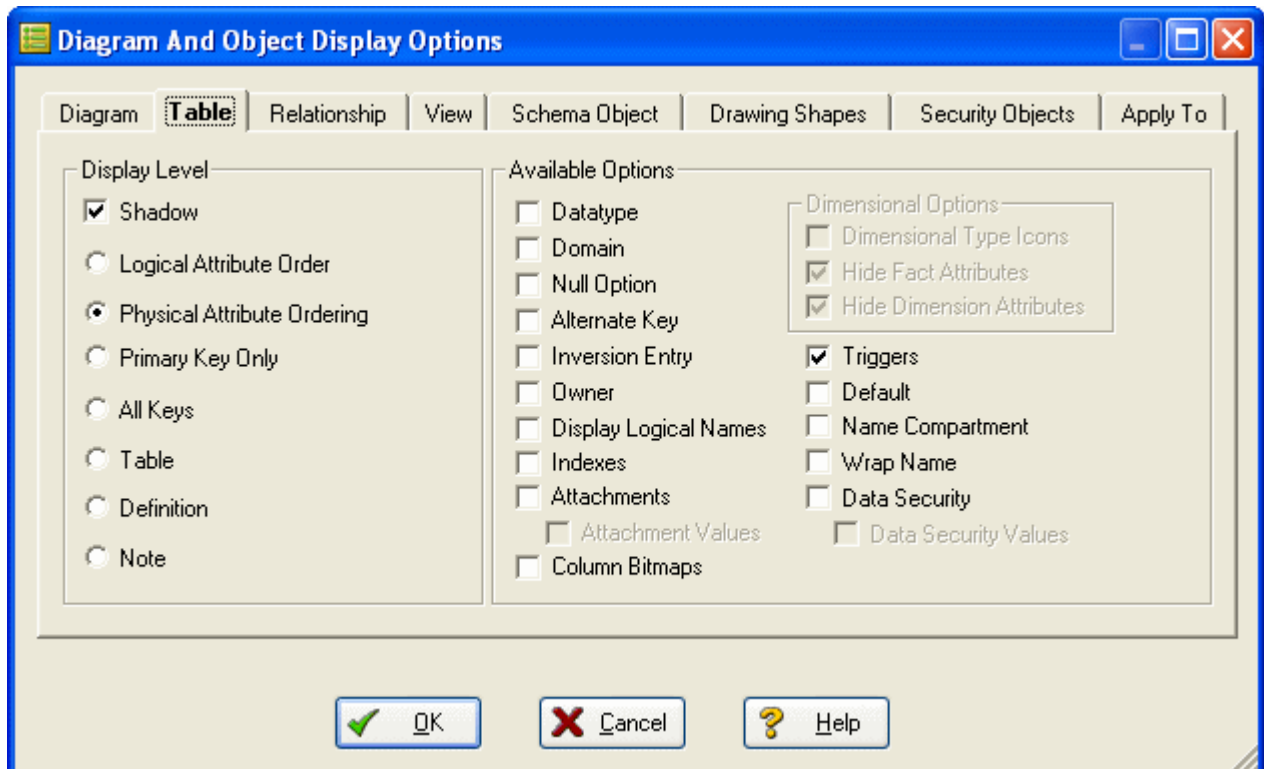 Diagram And Object Display Options
Diagram Table Relationship View Schema Object Drawing Shapes Security Objects Apply To
Display Level
Shadow
Logical Attribute Order
Physical Attribute Ordering
Primary Key Only
All Keys
Table
Definition
Note
Available Options
Datatype
Domain
Null Option
Alternate Key
Inversion Entry
Owner
Display Logical Names
Indexes
Attachments
Attachment Values
Column Bitmaps
Dimensional Options
Dimensional Type Icons
Hide Fact Attributes
Hide Dimension Attributes
Triggers
Default
Name Compartment
Wrap Name
Data Security
Data Security Values
OK Cancel Help